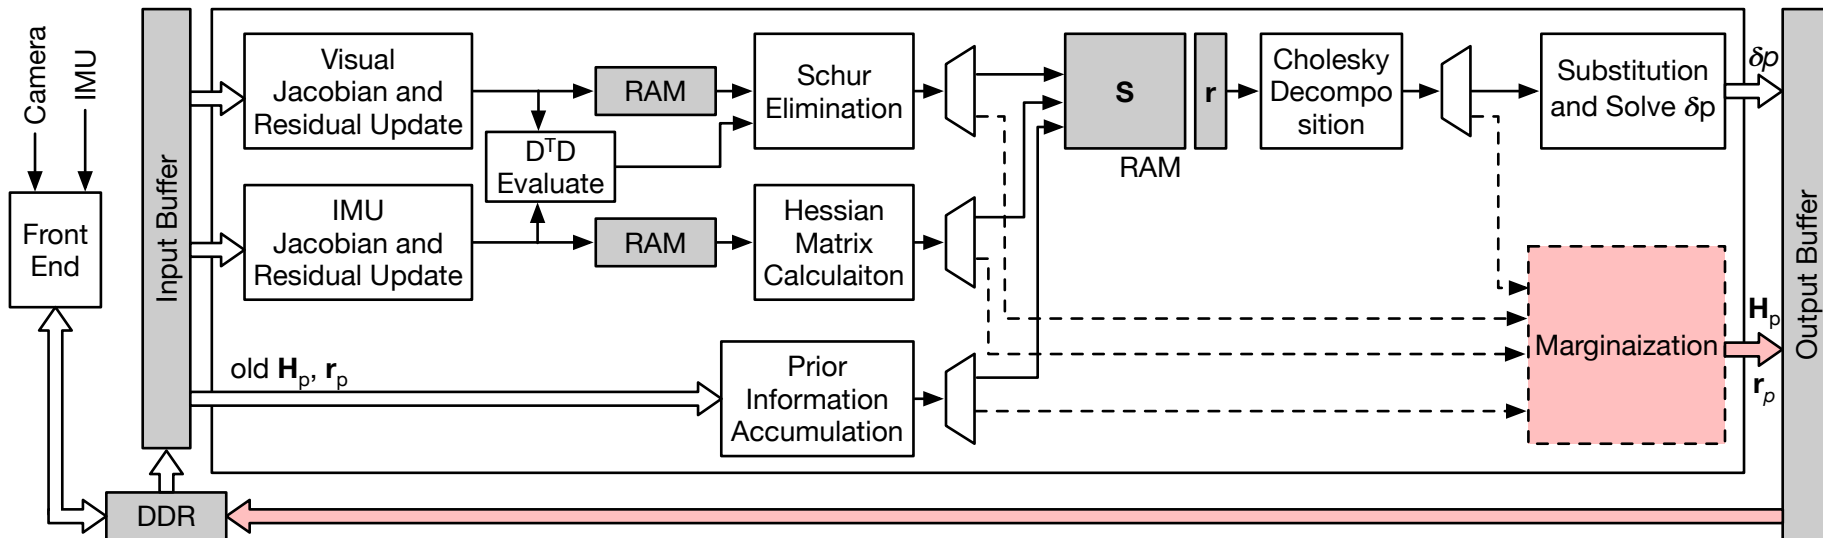 Camera
IMU
Front
End
Input Buffer
DDR
Visual
Jacobian and
Residual Update
IMU
Jacobian and
Residual Update
old Hp, rp
DTD
Evaluate
RAM
RAM
Schur
Elimination
Hessian
Matrix
Calculaiton
Prior
Information
Accumulation
S
r
RAM
Cholesky
Decompo
sition
Substitution
and Solve δp
Marginaization
δp
Hp
rp
Output Buffer